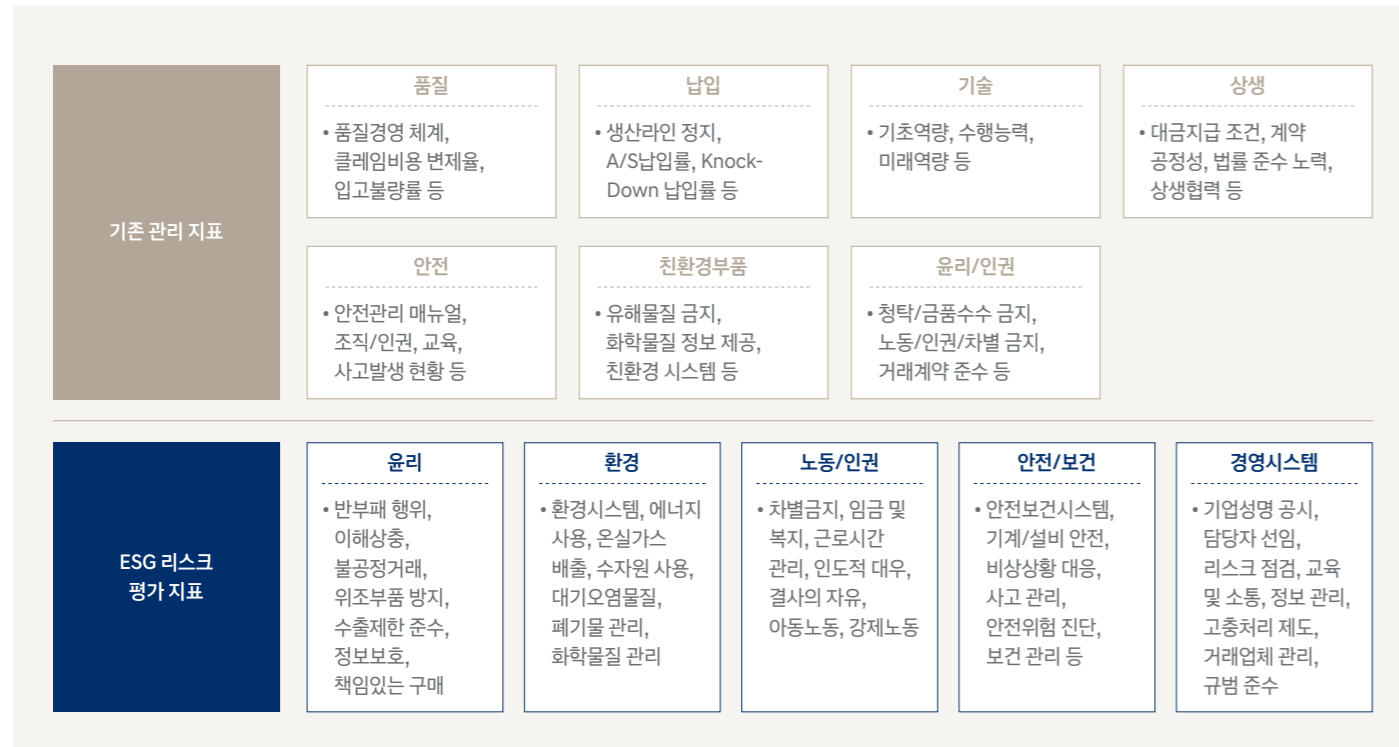 기존 관리 지표
품질
• 품질경영 체계,
클레임비용 변제율,
입고불량률 등
납입
• 생산라인 정지,
A/S납입률, Knock-
Down 납입률 등
기술
• 기초역량, 수행능력,
미래역량 등
상생
• 대금지급 조건, 계약
공정성, 법률 준수 노력,
상생협력 등
안전
• 안전관리 매뉴얼,
조직/인권, 교육,
사고발생 현황 등
친환경부품
• 유해물질 금지,
화학물질 정보 제공,
친환경 시스템 등
윤리/인권
• 청탁/금품수수 금지,
노동/인권/차별 금지,
거래계약 준수 등
ESG 리스크
평가 지표
윤리
• 반부패 행위,
이해상충,
불공정거래,
위조부품 방지,
수출제한 준수,
정보보호,
책임있는 구매
환경
• 환경시스템, 에너지
사용, 온실가스
배출, 수자원 사용,
대기오염물질,
폐기물 관리,
화학물질 관리
노동/인권
• 차별금지, 임금 및
복지, 근로시간
관리, 인도적 대우,
결사의 자유,
아동노동, 강제노동
안전/보건
• 안전보건시스템,
기계/설비 안전,
비상상황 대응,
사고 관리,
안전위험 진단,
보건 관리 등
경영시스템
• 기업성명 공시,
담당자 선임,
리스크 점검, 교육
및 소통, 정보 관리,
고충처리 제도,
거래업체 관리,
규범 준수